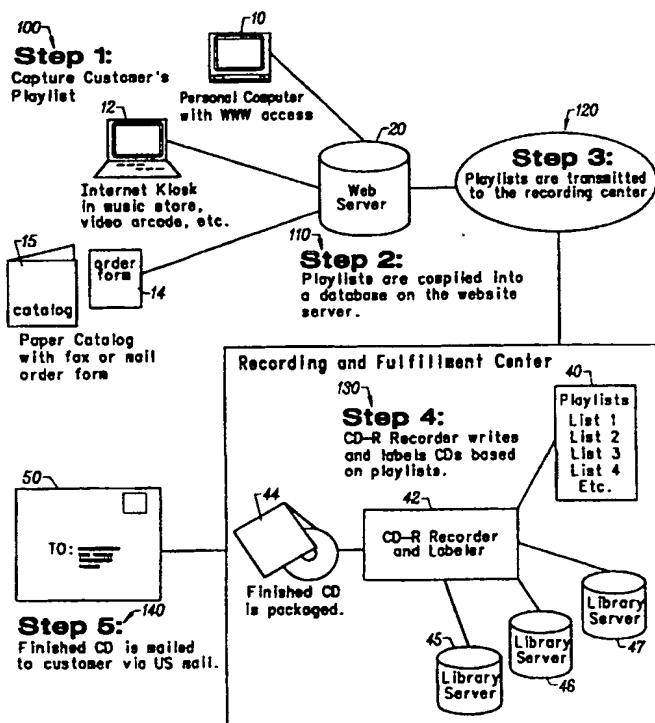 100
Step 1:
Capture Customer's
Playlist
10
Personal Computer
with WWW access
12
Internet Kiosk
in music store,
video arcade, etc.
15
catalog
order
form
14
Paper Catalog
with fax or mail
order form
20
Web
Server
110
Step 2:
Playlists are compiled into
a database on the website
server.
120
Step 3:
Playlists are transmitted
to the recording center
Recording and Fulfillment Center
130
Step 4:
CD-R Recorder writes
and labels CDs based
on playlists.
40
Playlists
List 1
List 2
List 3
List 4
Etc.
42
CD-R Recorder
and Labeler
44
Finished CD
is packaged.
45
Library
Server
Library
Server
46
Library
Server
47
50
TO:
Step 5:
140
Finished CD is mailed
to customer via US mail.